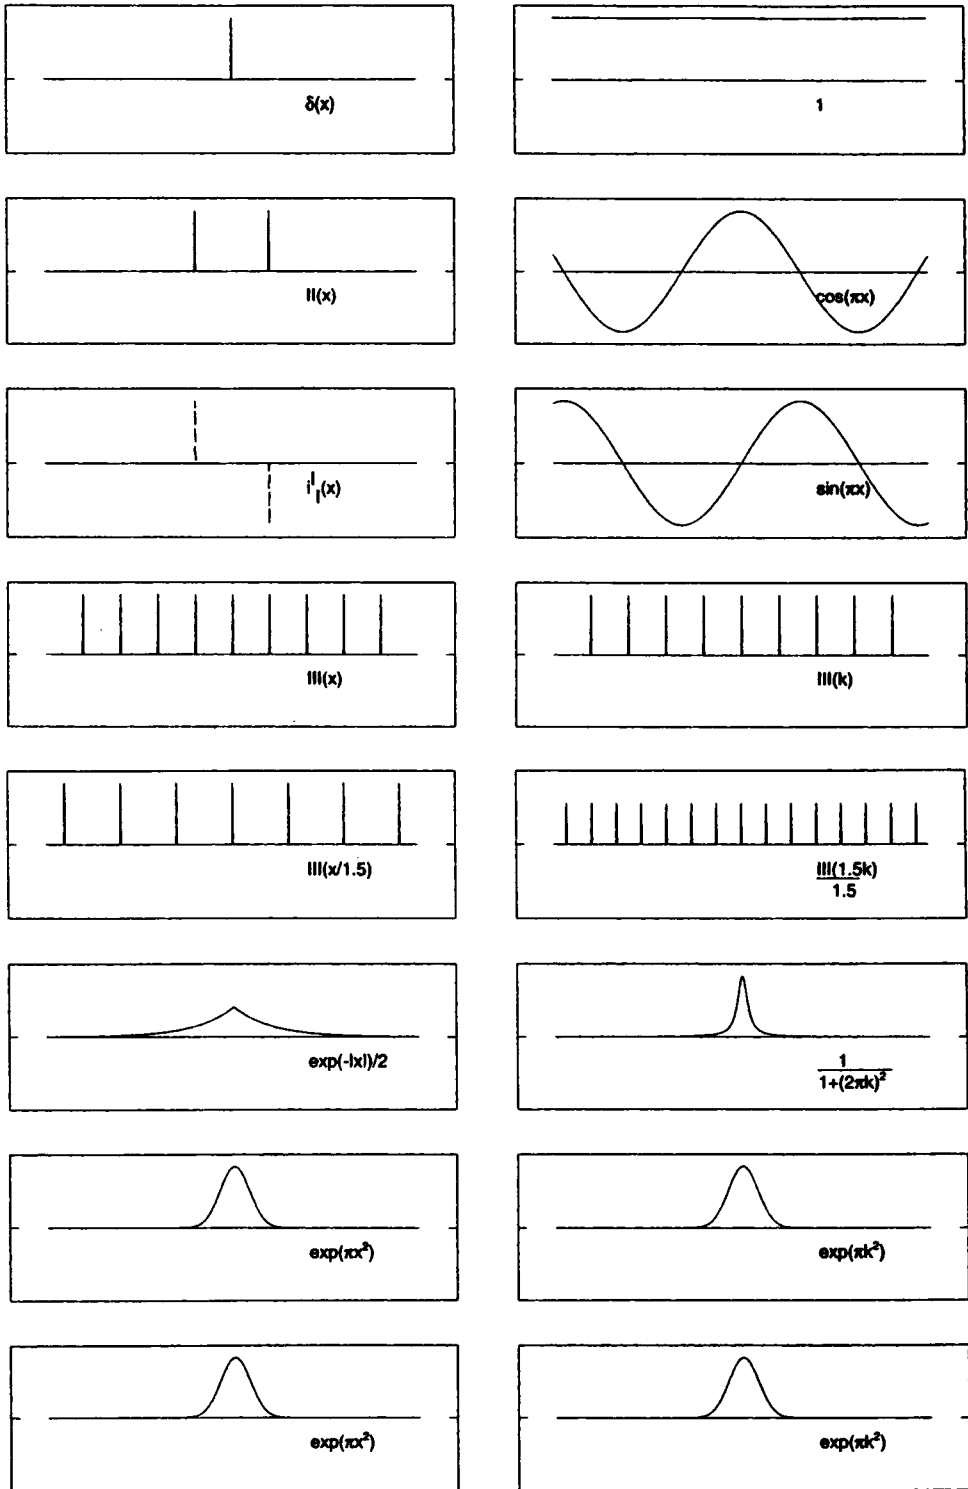 δ(x)
1
II(x)
cos(πx)
i^I_I(x)
sin(πx)
III(x)
III(k)
III(x/1.5)
III(1.5k)
1.5
exp(-|x|)/2
1
1+(2πk)²
exp(πx²)
exp(πk²)
exp(πx²)
exp(πk²)